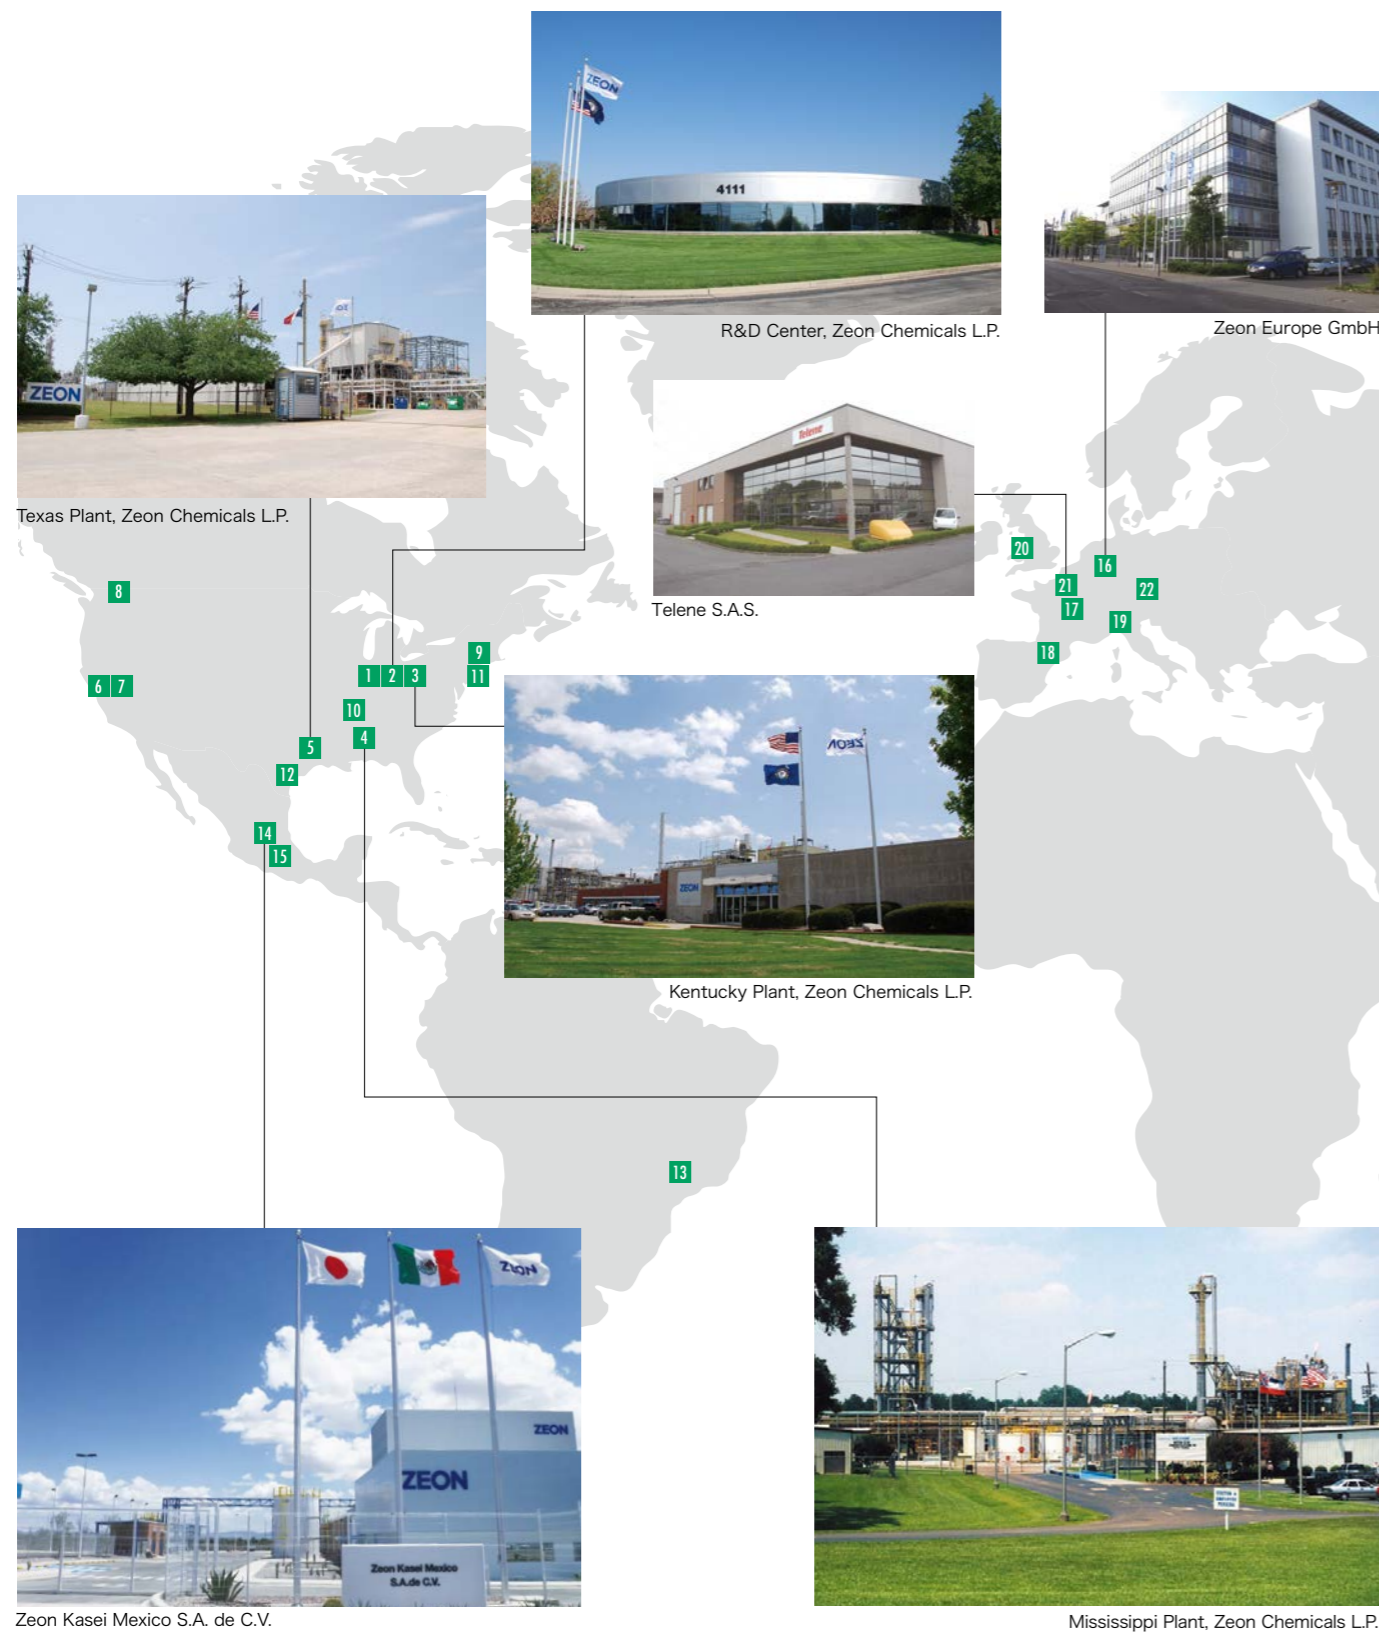 ZEON
4111
R&D Center, Zeon Chemicals L.P.
Zeon Europe GmbH
ZEON
Texas Plant, Zeon Chemicals L.P.
Telene
Telene S.A.S.
20
16
21
22
17
19
18
8
9
1 2 3
11
6 7
10
4
5
12
14
15
ZEON
ZEON
Kentucky Plant, Zeon Chemicals L.P.
13
ZEON
ZEON
ZEON
Zeon Kasei Mexico
S.A.de C.V.
Zeon Kasei Mexico S.A. de C.V.
Mississippi Plant, Zeon Chemicals L.P.